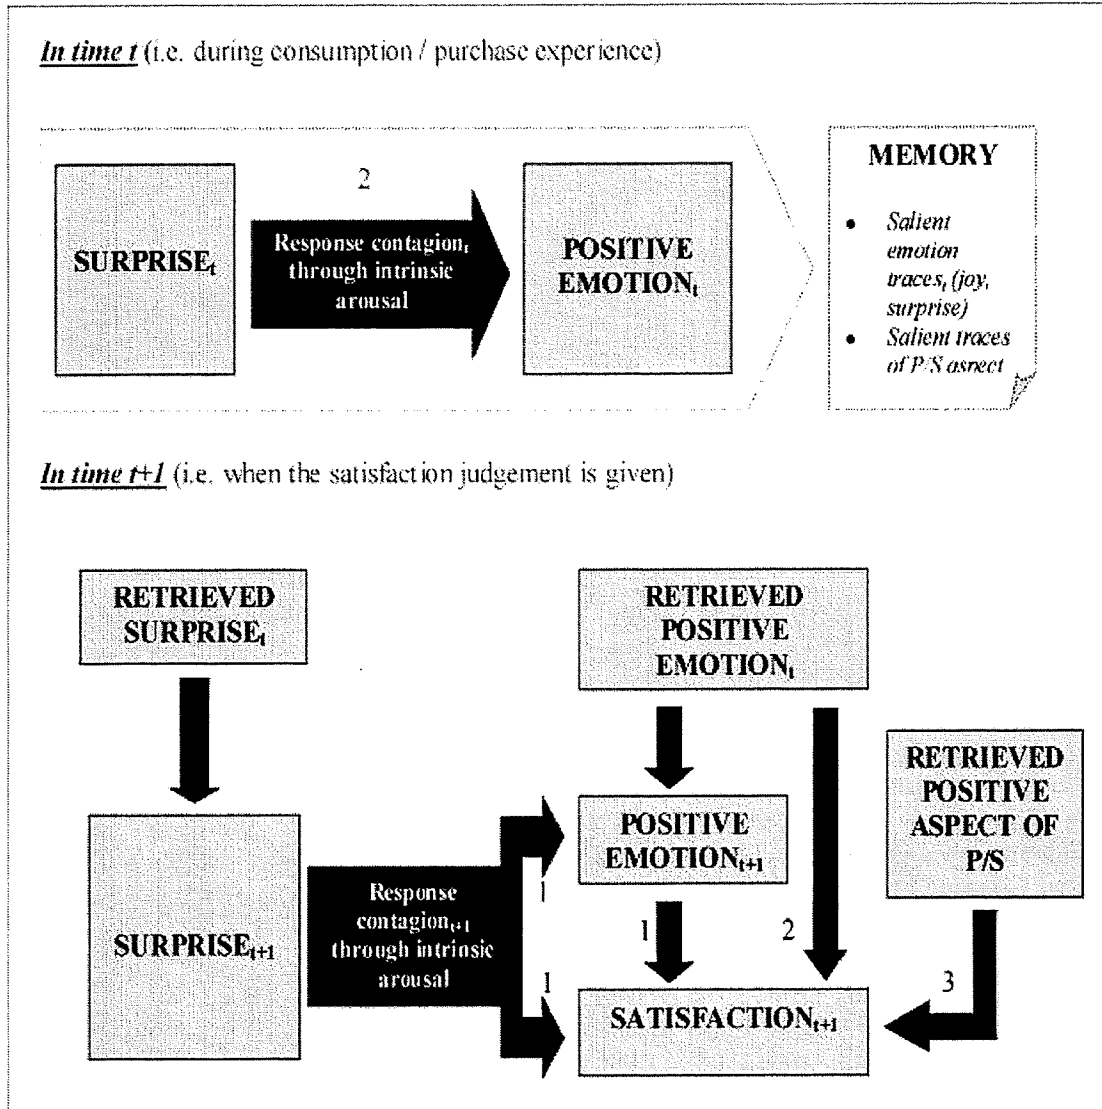 In time t (i.e. during consumption / purchase experience)
SURPRISEt
2
Response contagiont
through intrinsic
arousal
POSITIVE
EMOTIONt
MEMORY
• Salient
emotion
tracest (joy,
surprise)
• Salient traces
of P/S aspect
In time t+1 (i.e. when the satisfaction judgement is given)
RETRIEVED
SURPRISEt
RETRIEVED
POSITIVE
EMOTIONt
RETRIEVED
POSITIVE
ASPECT OF
P/S
SURPRISEt+1
Response
contagiont+1
through intrinsic
arousal
1
1
POSITIVE
EMOTIONt+1
1
2
3
SATISFACTIONt+1